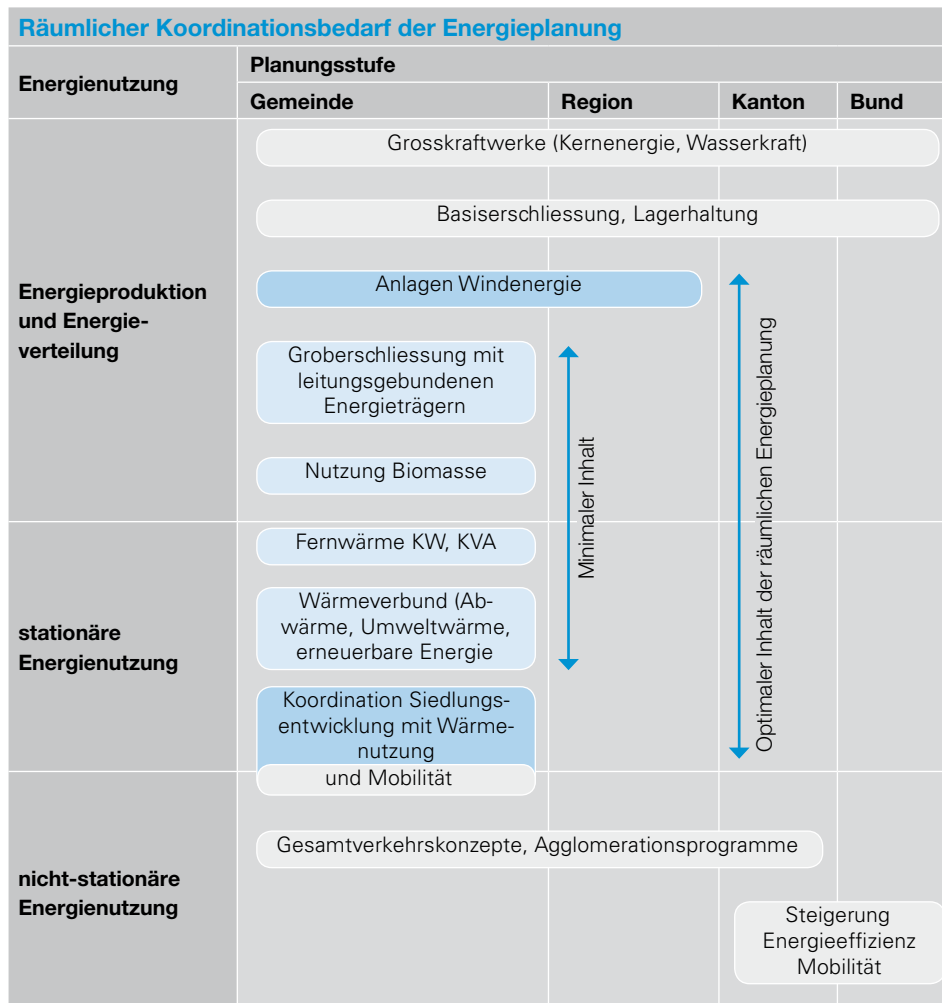 Räumlicher Koordinationsbedarf der Energieplanung
Energienutzung
Planungsstufe
Gemeinde
Region
Kanton
Bund
Energieproduktion
und Energie-
verteilung
Grosskraftwerke (Kernenergie, Wasserkraft)
Basiserschliessung, Lagerhaltung
Anlagen Windenergie
Groberschliessung mit
leitungsgebundenen
Energieträgern
Nutzung Biomasse
Minimaler Inhalt
Optimaler Inhalt der räumlichen Energieplanung
stationäre
Energienutzung
Fernwärme KW, KVA
Wärmeverbund (Ab-
wärme, Umweltwärme,
erneuerbare Energie
Koordination Siedlungs-
entwicklung mit Wärme-
nutzung
und Mobilität
nicht-stationäre
Energienutzung
Gesamtverkehrskonzepte, Agglomerationsprogramme
Steigerung
Energieeffizienz
Mobilität